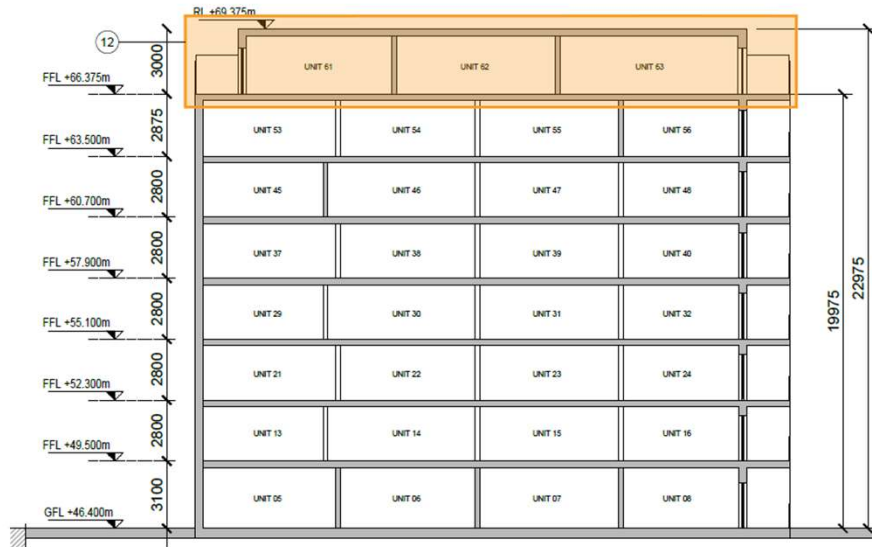 RL +69.375m
12
3000
UNIT 61 UNIT 62 UNIT 63
FFL +66.375m
2875
UNIT 53 UNIT 54 UNIT 55 UNIT 56
FFL +63.500m
2800
UNIT 45 UNIT 46 UNIT 47 UNIT 48
FFL +60.700m
2800
UNIT 37 UNIT 38 UNIT 39 UNIT 40
FFL +57.900m
2800
UNIT 29 UNIT 30 UNIT 31 UNIT 32
19975
22975
FFL +55.100m
2800
UNIT 21 UNIT 22 UNIT 23 UNIT 24
FFL +52.300m
2800
UNIT 13 UNIT 14 UNIT 15 UNIT 16
FFL +49.500m
3100
UNIT 05 UNIT 06 UNIT 07 UNIT 08
GFL +46.400m